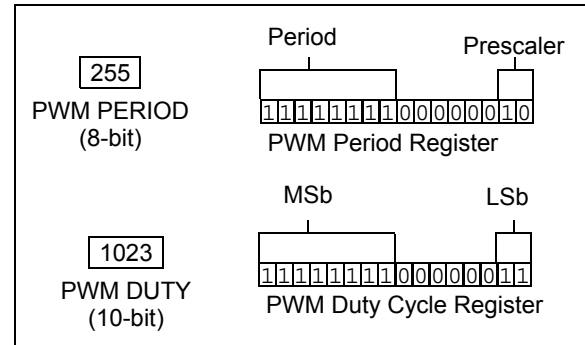 Period
Prescaler
255
1111111100000010
PWM PERIOD
(8-bit)
PWM Period Register
MSb
LSb
1023
1111111100000011
PWM DUTY
(10-bit)
PWM Duty Cycle Register